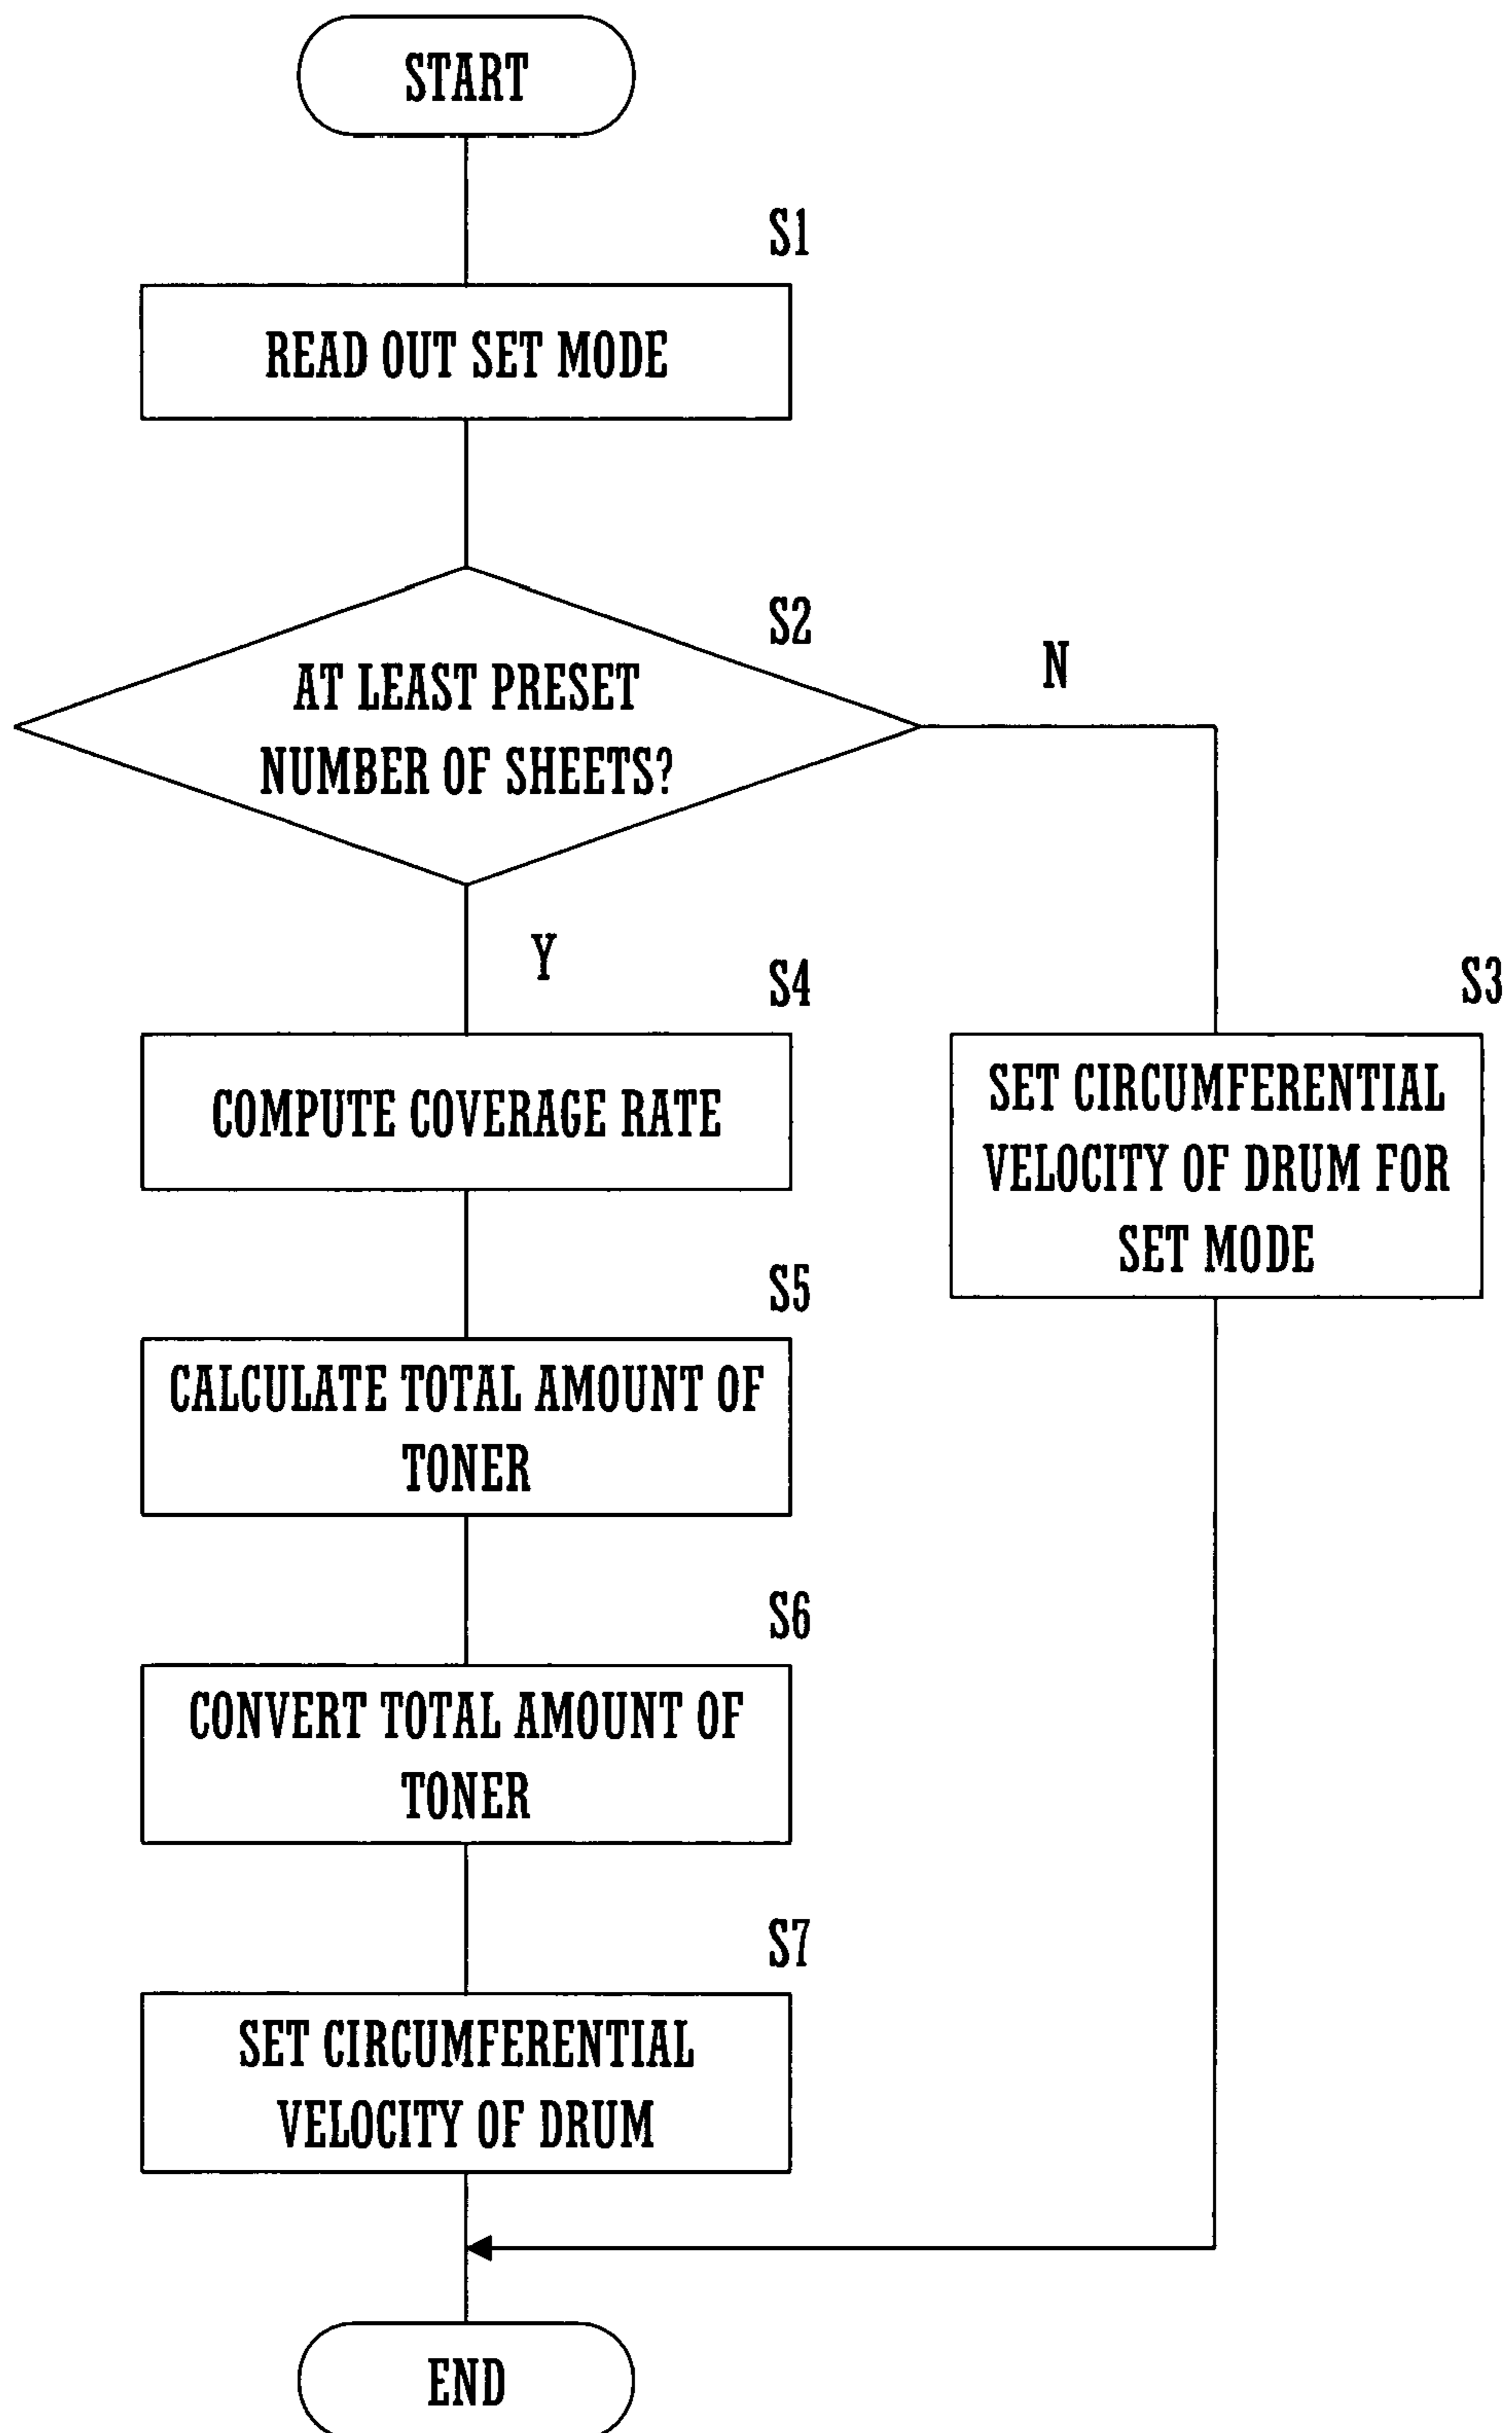 START
S1
READ OUT SET MODE
S2
AT LEAST PRESET
NUMBER OF SHEETS?
N
Y
S4
COMPUTE COVERAGE RATE
S3
SET CIRCUMFERENTIAL
VELOCITY OF DRUM FOR
SET MODE
S5
CALCULATE TOTAL AMOUNT OF
TONER
S6
CONVERT TOTAL AMOUNT OF
TONER
S7
SET CIRCUMFERENTIAL
VELOCITY OF DRUM
END